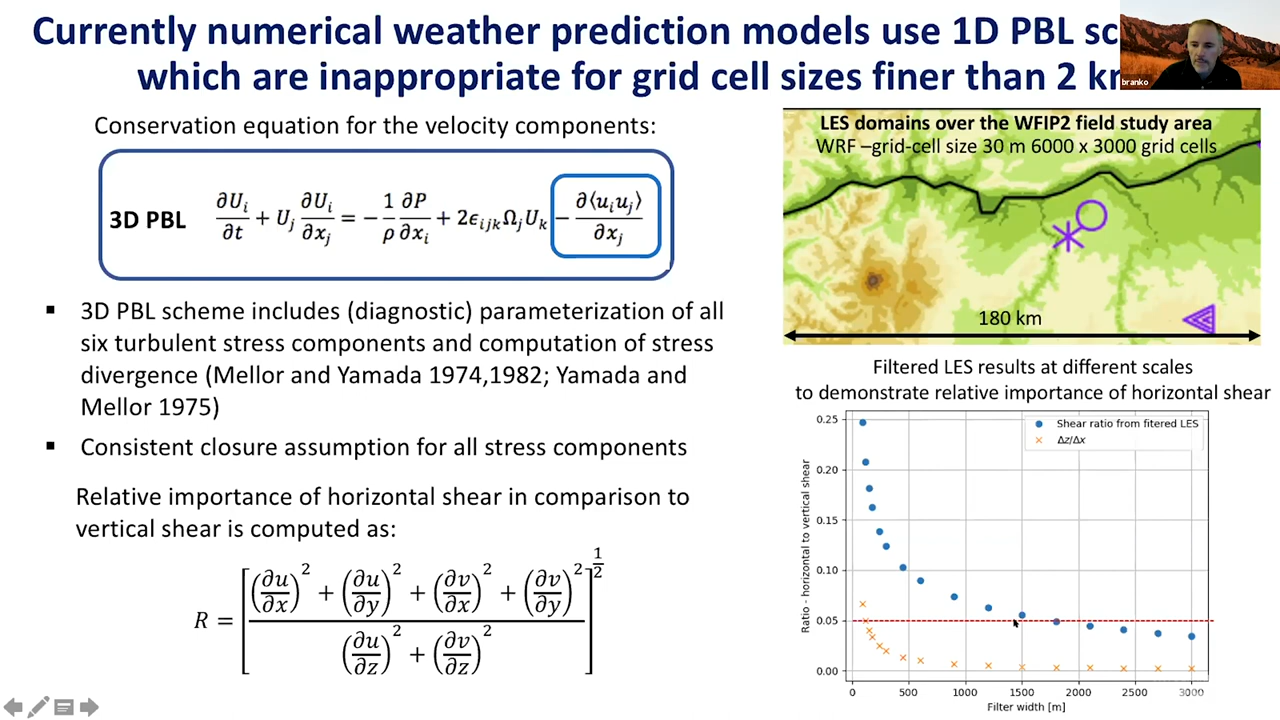 Currently numerical weather prediction models use 1D PBL
which are inappropriate for grid cell sizes finer than 2
branko
Conservation equation for the velocity components:
3D PBL ∂U_i/∂t + U_j ∂U_i/∂x_j = −1/ρ ∂P/∂x_i + 2ϵ_ijk Ω_j U_k − ∂⟨u_i u_j⟩/∂x_j
▪ 3D PBL scheme includes (diagnostic) parameterization of all
six turbulent stress components and computation of stress
divergence (Mellor and Yamada 1974,1982; Yamada and
Mellor 1975)
▪ Consistent closure assumption for all stress components
Relative importance of horizontal shear in comparison to
vertical shear is computed as:
R = [((∂u/∂x)² + (∂u/∂y)² + (∂v/∂x)² + (∂v/∂y)²) / ((∂u/∂z)² + (∂v/∂z)²)]^(1/2)
LES domains over the WFIP2 field study area
WRF –grid-cell size 30 m 6000 x 3000 grid cells
180 km
Filtered LES results at different scales
to demonstrate relative importance of horizontal shear
Shear ratio from fitered LES
Δz/Δx
Ratio - horizontal to vertical shear
0.25
0.20
0.15
0.10
0.05
0.00
0 500 1000 1500 2000 2500 3000
Filter width [m]